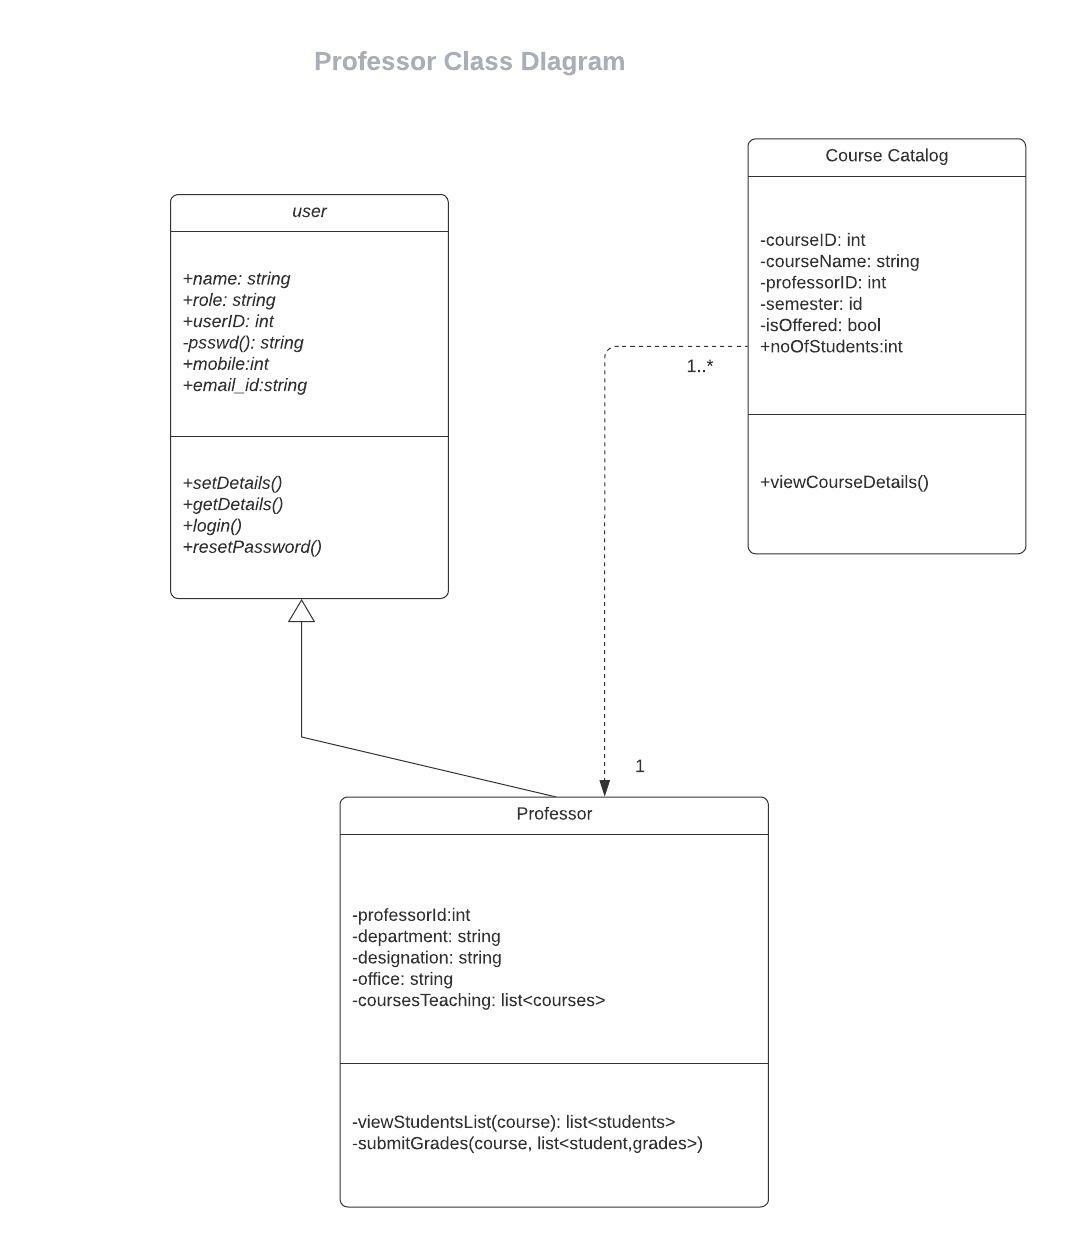 Professor Class DIagram
Course Catalog
-courseID: int
-courseName: string
-professorID: int
-semester: id
-isOffered: bool
+noOfStudents:int
+viewCourseDetails()
user
+name: string
+role: string
+userID: int
-psswd(): string
+mobile:int
+email_id:string
+setDetails()
+getDetails()
+login()
+resetPassword()
1..*
1
Professor
-professorId:int
-department: string
-designation: string
-office: string
-coursesTeaching: list<courses>
-viewStudentsList(course): list<students>
-submitGrades(course, list<student,grades>)